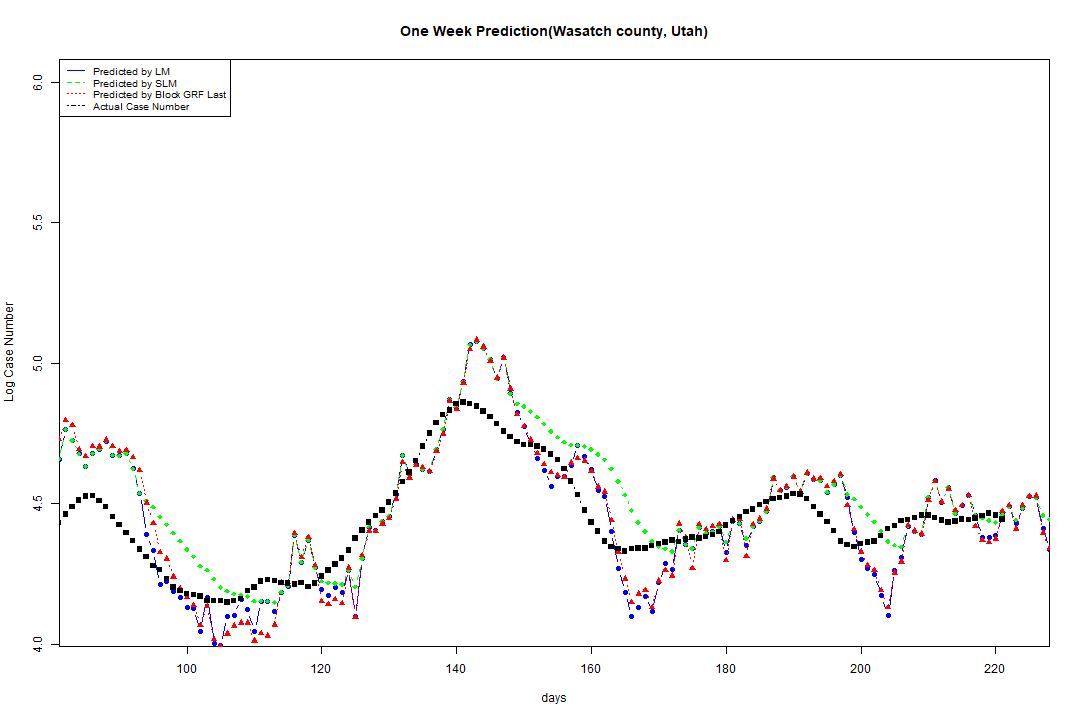 One Week Prediction(Wasatch county, Utah)
Predicted by LM
Predicted by SLM
Predicted by Block GRF Last
Actual Case Number
6.0
5.5
5.0
4.5
4.0
Log Case Number
100 120 140 160 180 200 220
days